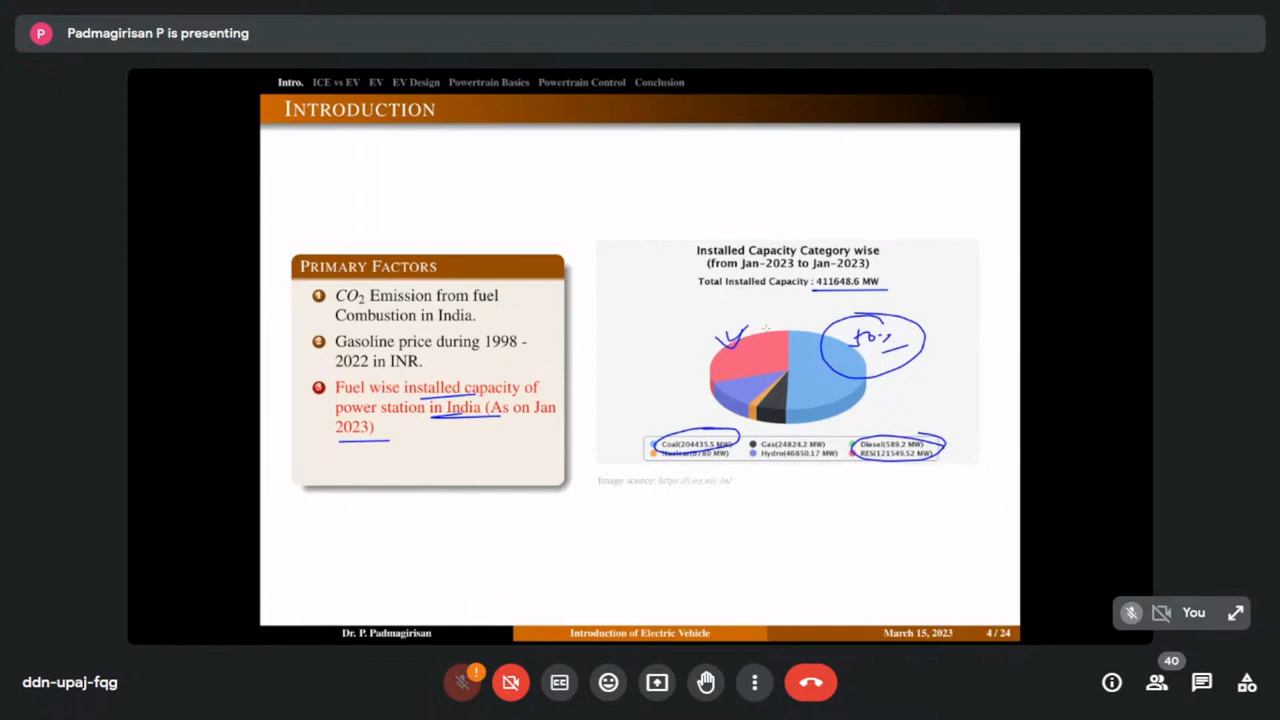 P
Padmagirisan P is presenting
Intro. ICE vs EV EV EV Design Powertrain Basics Powertrain Control Conclusion
INTRODUCTION
PRIMARY FACTORS
1 CO2 Emission from fuel
Combustion in India.
2 Gasoline price during 1998 -
2022 in INR.
3 Fuel wise installed capacity of
power station in India (As on Jan
2023)
Installed Capacity Category wise
(from Jan-2023 to Jan-2023)
Total Installed Capacity : 411648.6 MW
50%
Coal(204435.5 MW) Gas(24824.2 MW) Diesel(589.2 MW)
Nuclear(6780 MW) Hydro(46850.17 MW) RES(121549.52 MW)
Image source: https://cea.nic.in/
Dr. P. Padmagirisan Introduction of Electric Vehicle March 15, 2023 4 / 24
You
ddn-upaj-fqg
!
CC
40